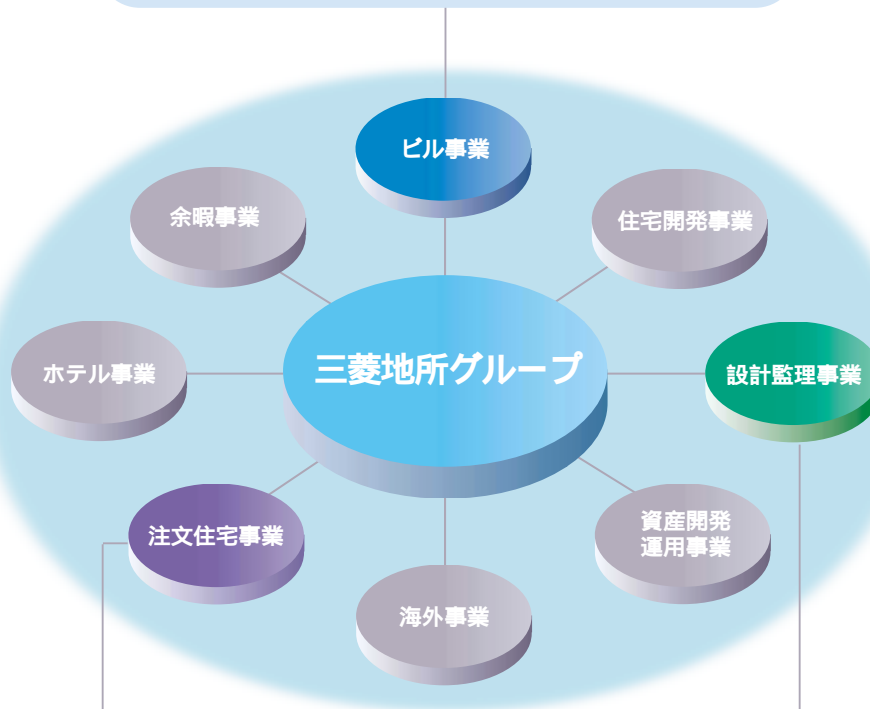 ビル事業
余暇事業
住宅開発事業
三菱地所グループ
ホテル事業
設計監理事業
資産開発
運用事業
注文住宅事業
海外事業